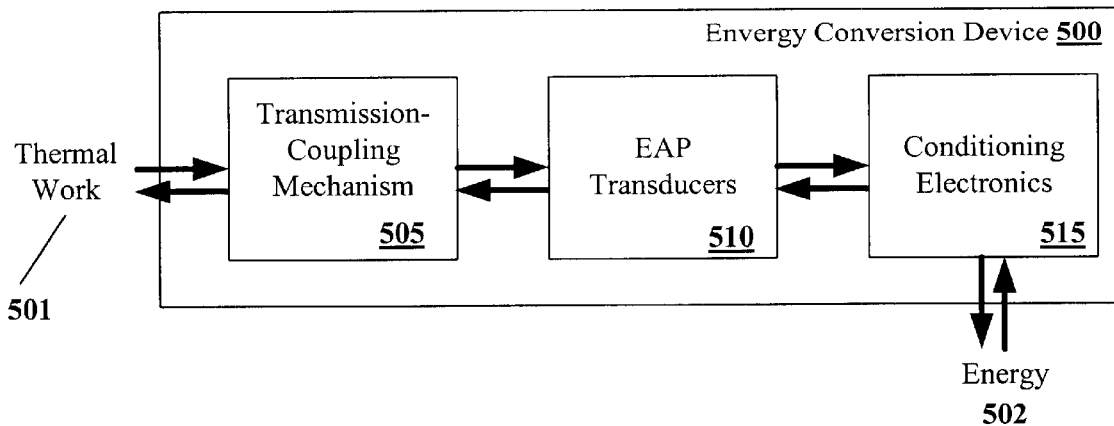 Envergy Conversion Device 500
Thermal
Work
501
Transmission-
Coupling
Mechanism
505
EAP
Transducers
510
Conditioning
Electronics
515
Energy
502